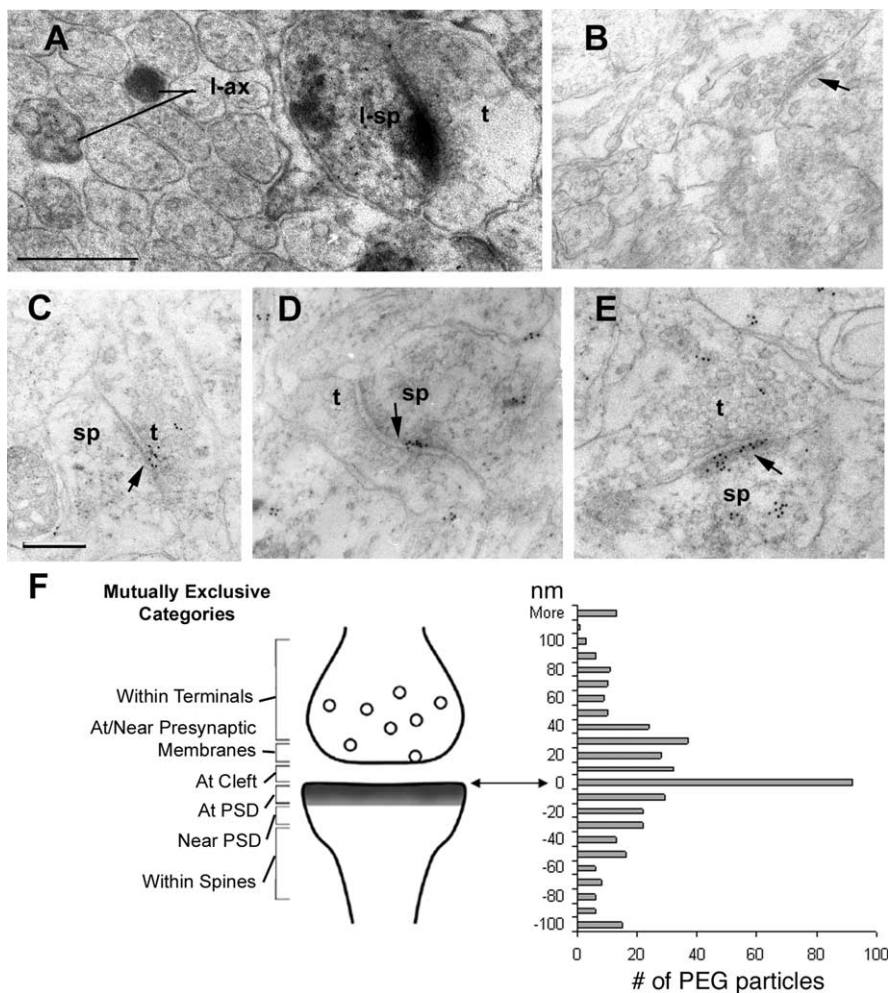 A
l-ax
l-sp
t
B
C
sp
t
D
t
sp
E
t
sp
F
Mutually Exclusive
Categories
Within Terminals
At/Near Presynaptic
Membranes
At Cleft
At PSD
Near PSD
Within Spines
nm
More
100
80
60
40
20
0
-20
-40
-60
-80
-100
0
20
40
60
80
100
# of PEG particles